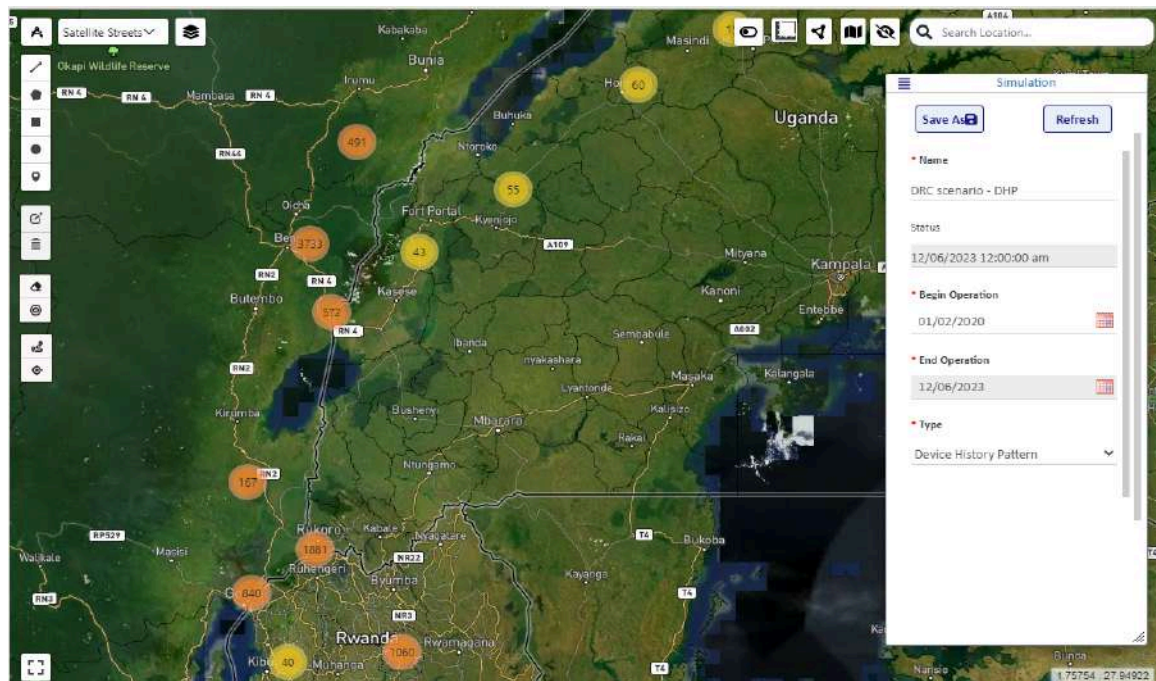 Satellite Streets
Search Location...
A104
Kabakaba
Bunia
Masindi
Okapi Wildlife Reserve
Irumu
RN 4
Mambasa
RN 4
RN 4
60
Buhuka
Uganda
491
RN44
Ntoroko
55
Oicha
Fort Portal
Kyenjojo
A109
3733
43
Mityana
Kampala
RN2
RN 4
Butembo
Kasese
Kanoni
572
Entebbe
RN 4
Sembabule
A002
Ibanda
nyakashara
RN2
Lyantonde
Masaka
Kalangala
Kirumba
Bushenyi
Mbarara
Kalisizo
Rakai
Ntungamo
167
RN2
Rukoro
Kabale
Nyagatare
T4
RP529
1881
Bukoba
Walikale
Masisi
Ruhengeri
NR22
Byumba
Kayanga
840
T4
RN3
NR3
Rwanda
Rwamagana
1060
40
Muhanga
T4
Bunda
Simulation
Save As
Refresh
* Name
DRC scenario - DHP
Status
12/06/2023 12:00:00 am
* Begin Operation
01/02/2020
* End Operation
12/06/2023
* Type
Device History Pattern
1.75754 , 27.94922